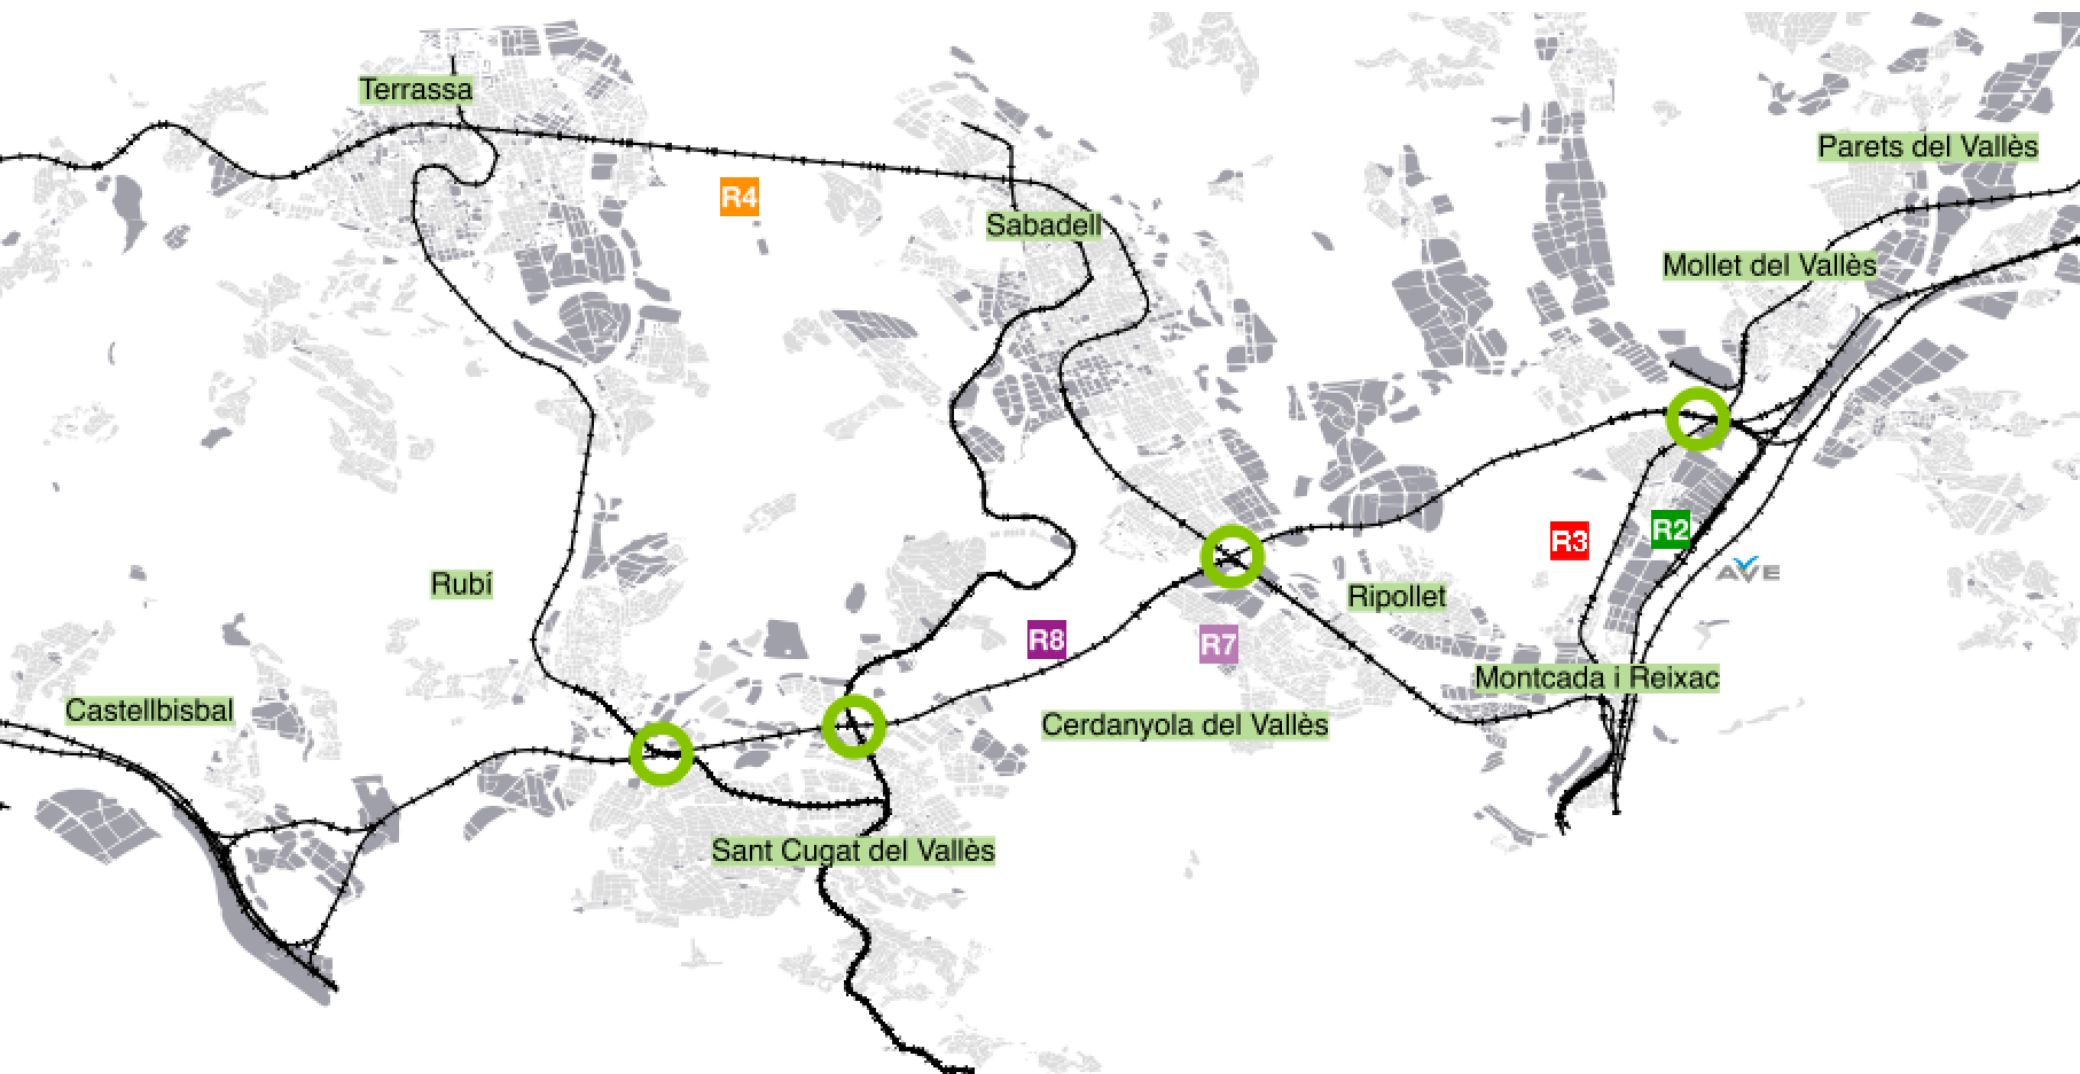 Terrassa
Parets del Vallès
R4
Sabadell
Mollet del Vallès
R3
R2
AVE
Rubí
Ripollet
R8
R7
Montcada i Reixac
Castellbisbal
Cerdanyola del Vallès
Sant Cugat del Vallès